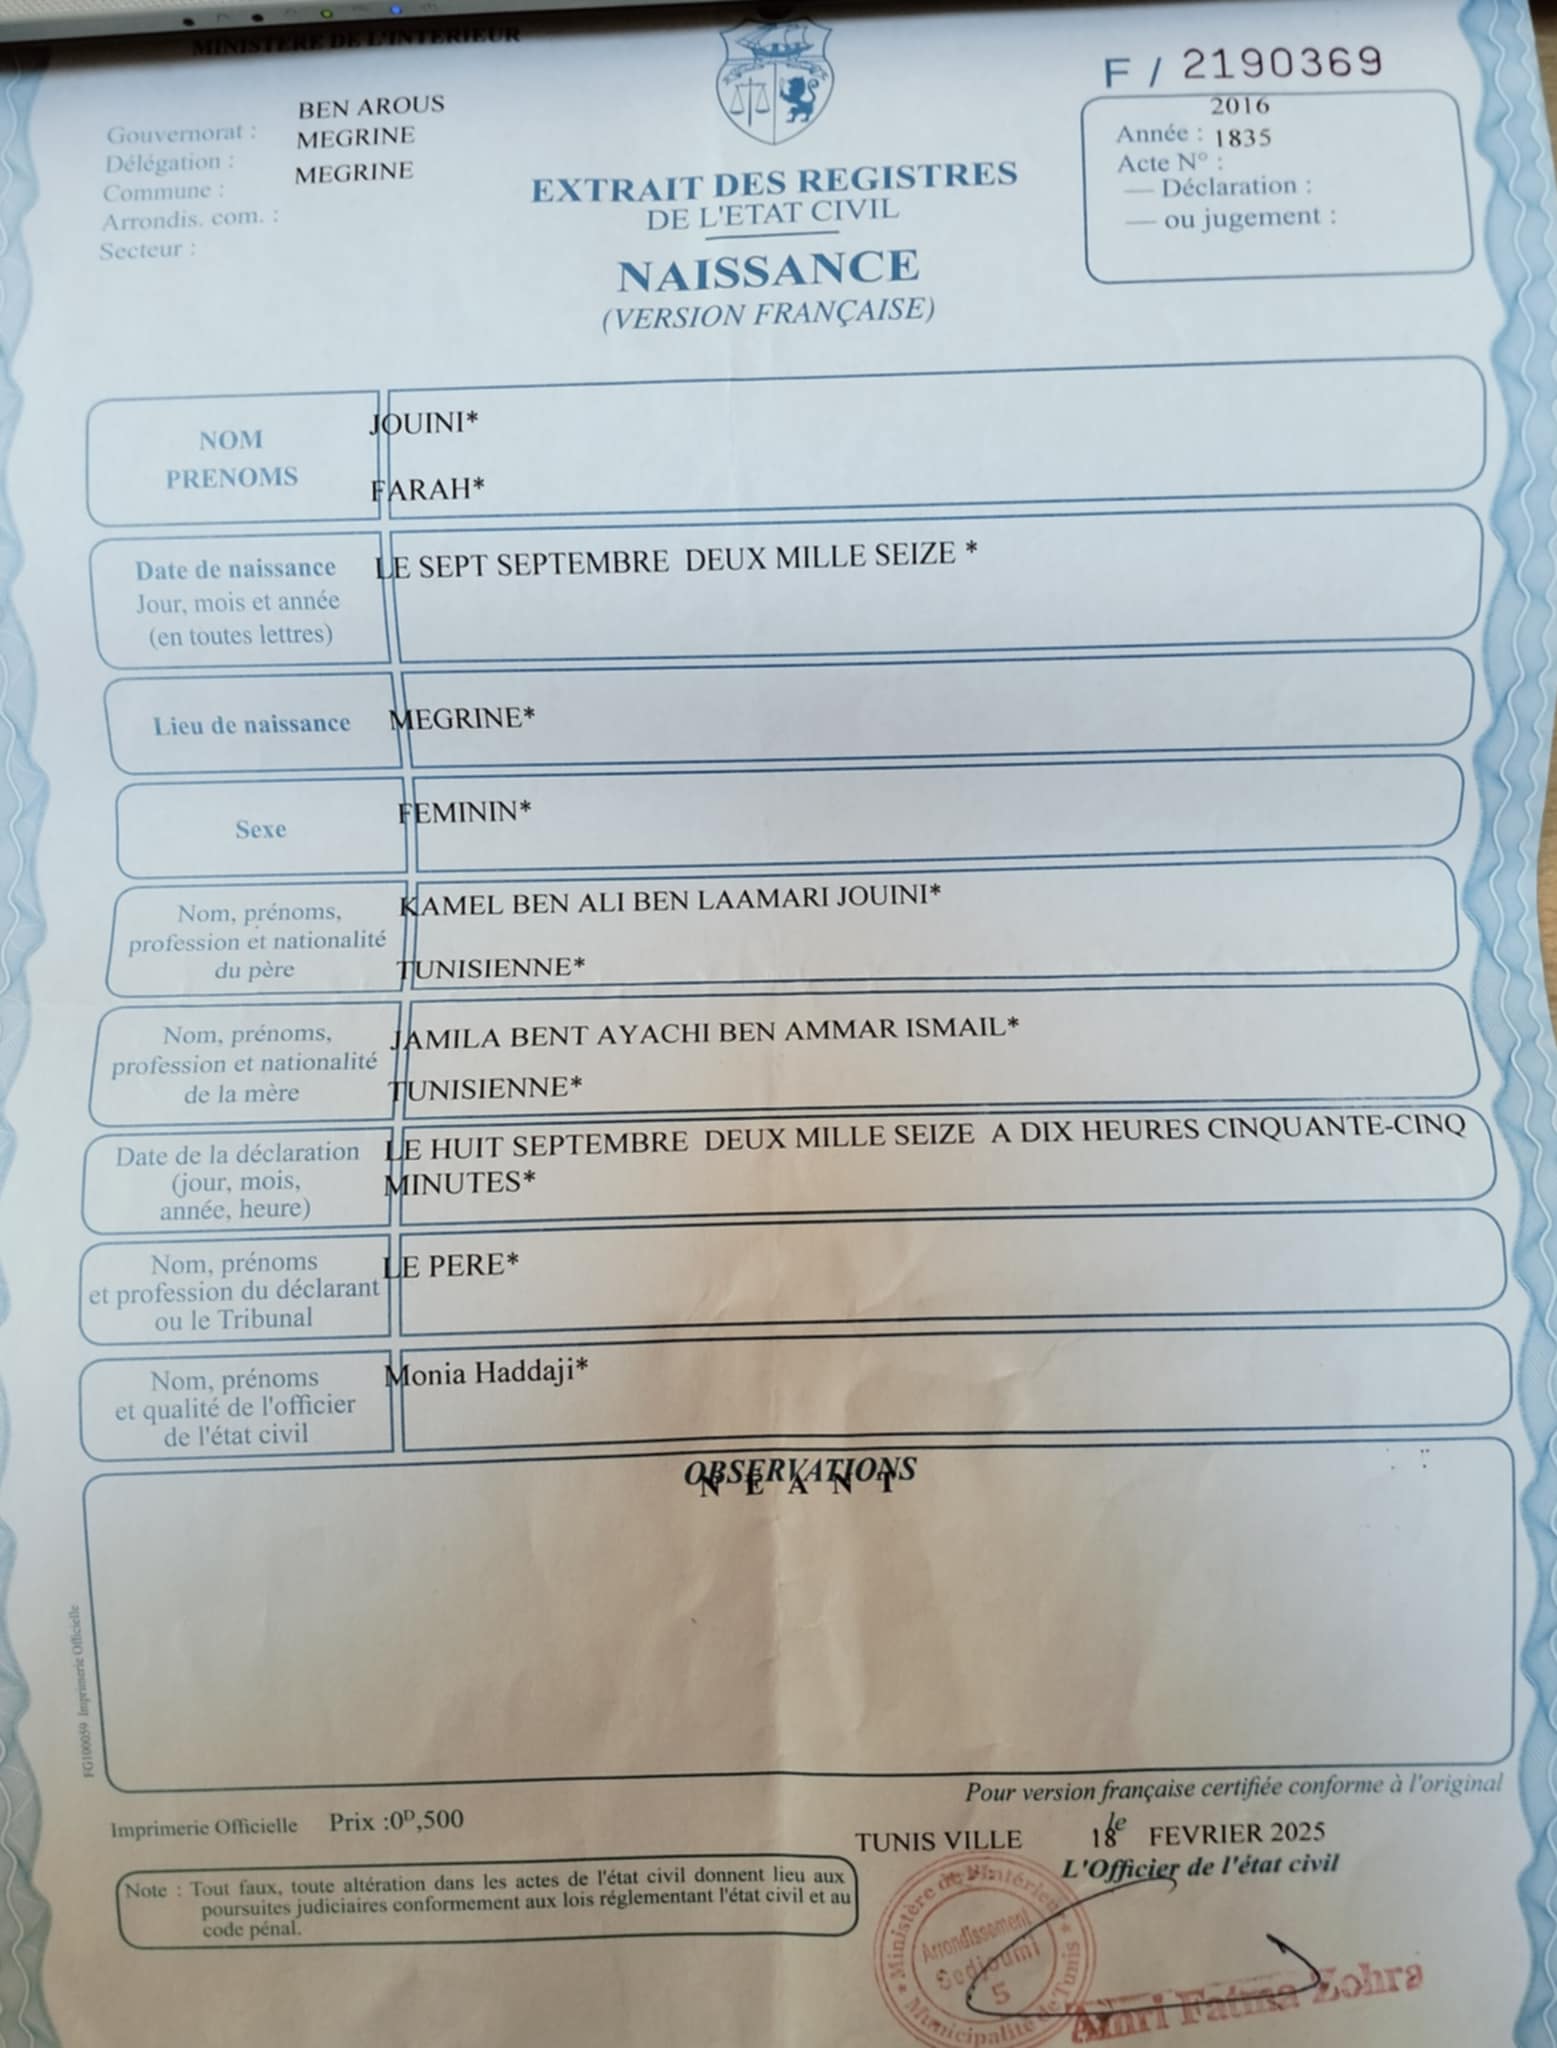 MINISTERE DE L'INTERIEUR
F / 2190369
Gouvernorat : BEN AROUS
Délégation : MEGRINE
Commune : MEGRINE
Arrondis. com. :
Secteur :
EXTRAIT DES REGISTRES
DE L'ETAT CIVIL
NAISSANCE
(VERSION FRANÇAISE)
2016
Année : 1835
Acte N° :
— Déclaration :
— ou jugement :
NOM
PRENOMS
JOUINI*
FARAH*
Date de naissance
Jour, mois et année
(en toutes lettres)
LE SEPT SEPTEMBRE DEUX MILLE SEIZE *
Lieu de naissance
MEGRINE*
Sexe
FEMININ*
Nom, prénoms,
profession et nationalité
du père
KAMEL BEN ALI BEN LAAMARI JOUINI*
TUNISIENNE*
Nom, prénoms,
profession et nationalité
de la mère
JAMILA BENT AYACHI BEN AMMAR ISMAIL*
TUNISIENNE*
Date de la déclaration
(jour, mois,
année, heure)
LE HUIT SEPTEMBRE DEUX MILLE SEIZE A DIX HEURES CINQUANTE-CINQ
MINUTES*
Nom, prénoms
et profession du déclarant
ou le Tribunal
LE PERE*
Nom, prénoms
et qualité de l'officier
de l'état civil
Monia Haddaji*
OBSERVATIONS
N E A N T
FG100059 Imprimerie Officielle
Pour version française certifiée conforme à l'original
Imprimerie Officielle Prix :0ᴰ,500
TUNIS VILLE le 18 FEVRIER 2025
L'Officier de l'état civil
Note : Tout faux, toute altération dans les actes de l'état civil donnent lieu aux
poursuites judiciaires conformement aux lois réglementant l'état civil et au
code pénal.
* Ministère de l'Intérieur *
Arrondissement
Sedjoumi
5
Municipalité de Tunis
Amri Fatma Zohra